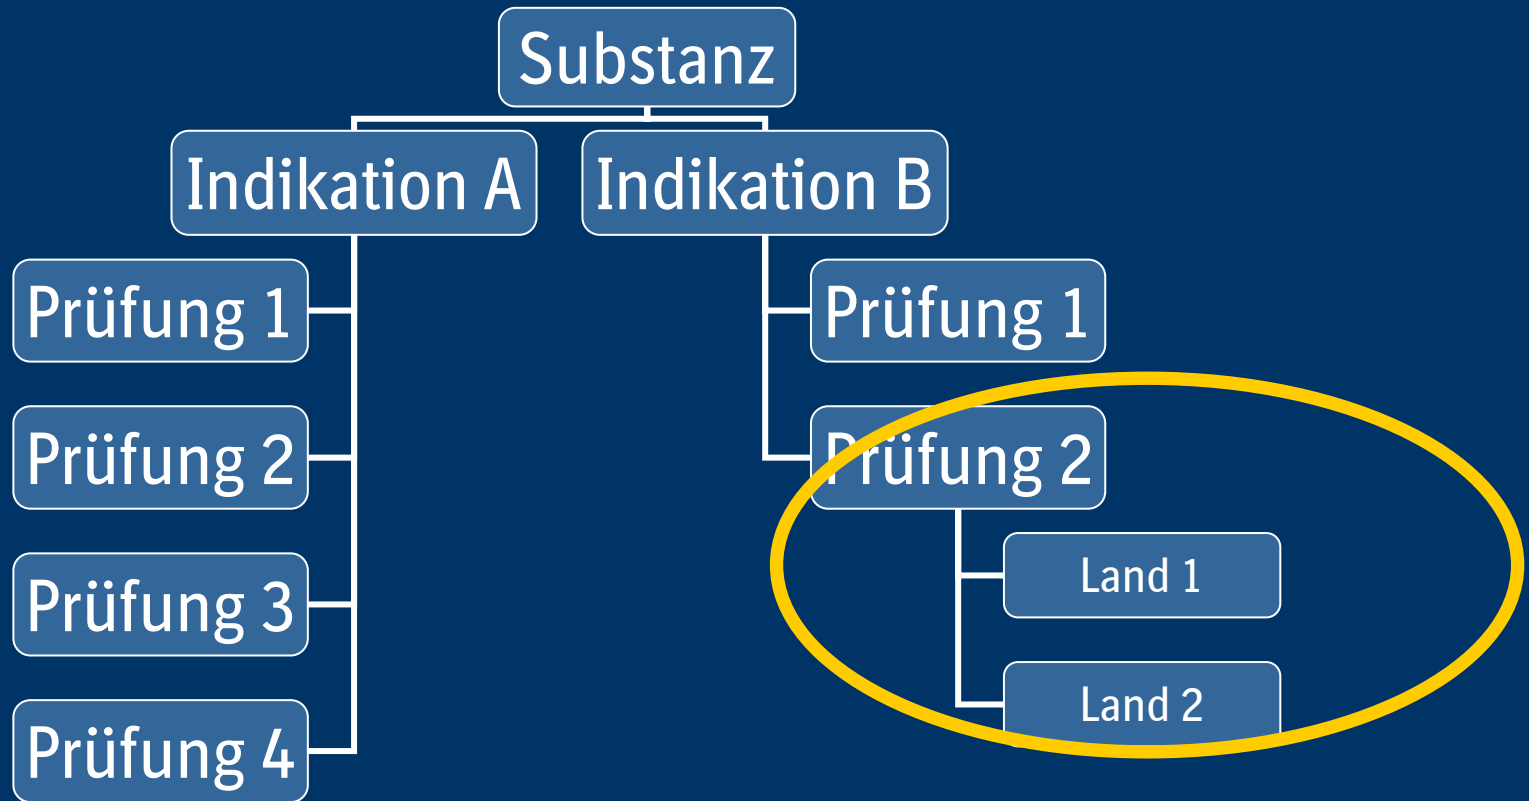 Substanz
Indikation A
Indikation B
Prüfung 1
Prüfung 2
Prüfung 3
Prüfung 4
Prüfung 1
Prüfung 2
Land 1
Land 2